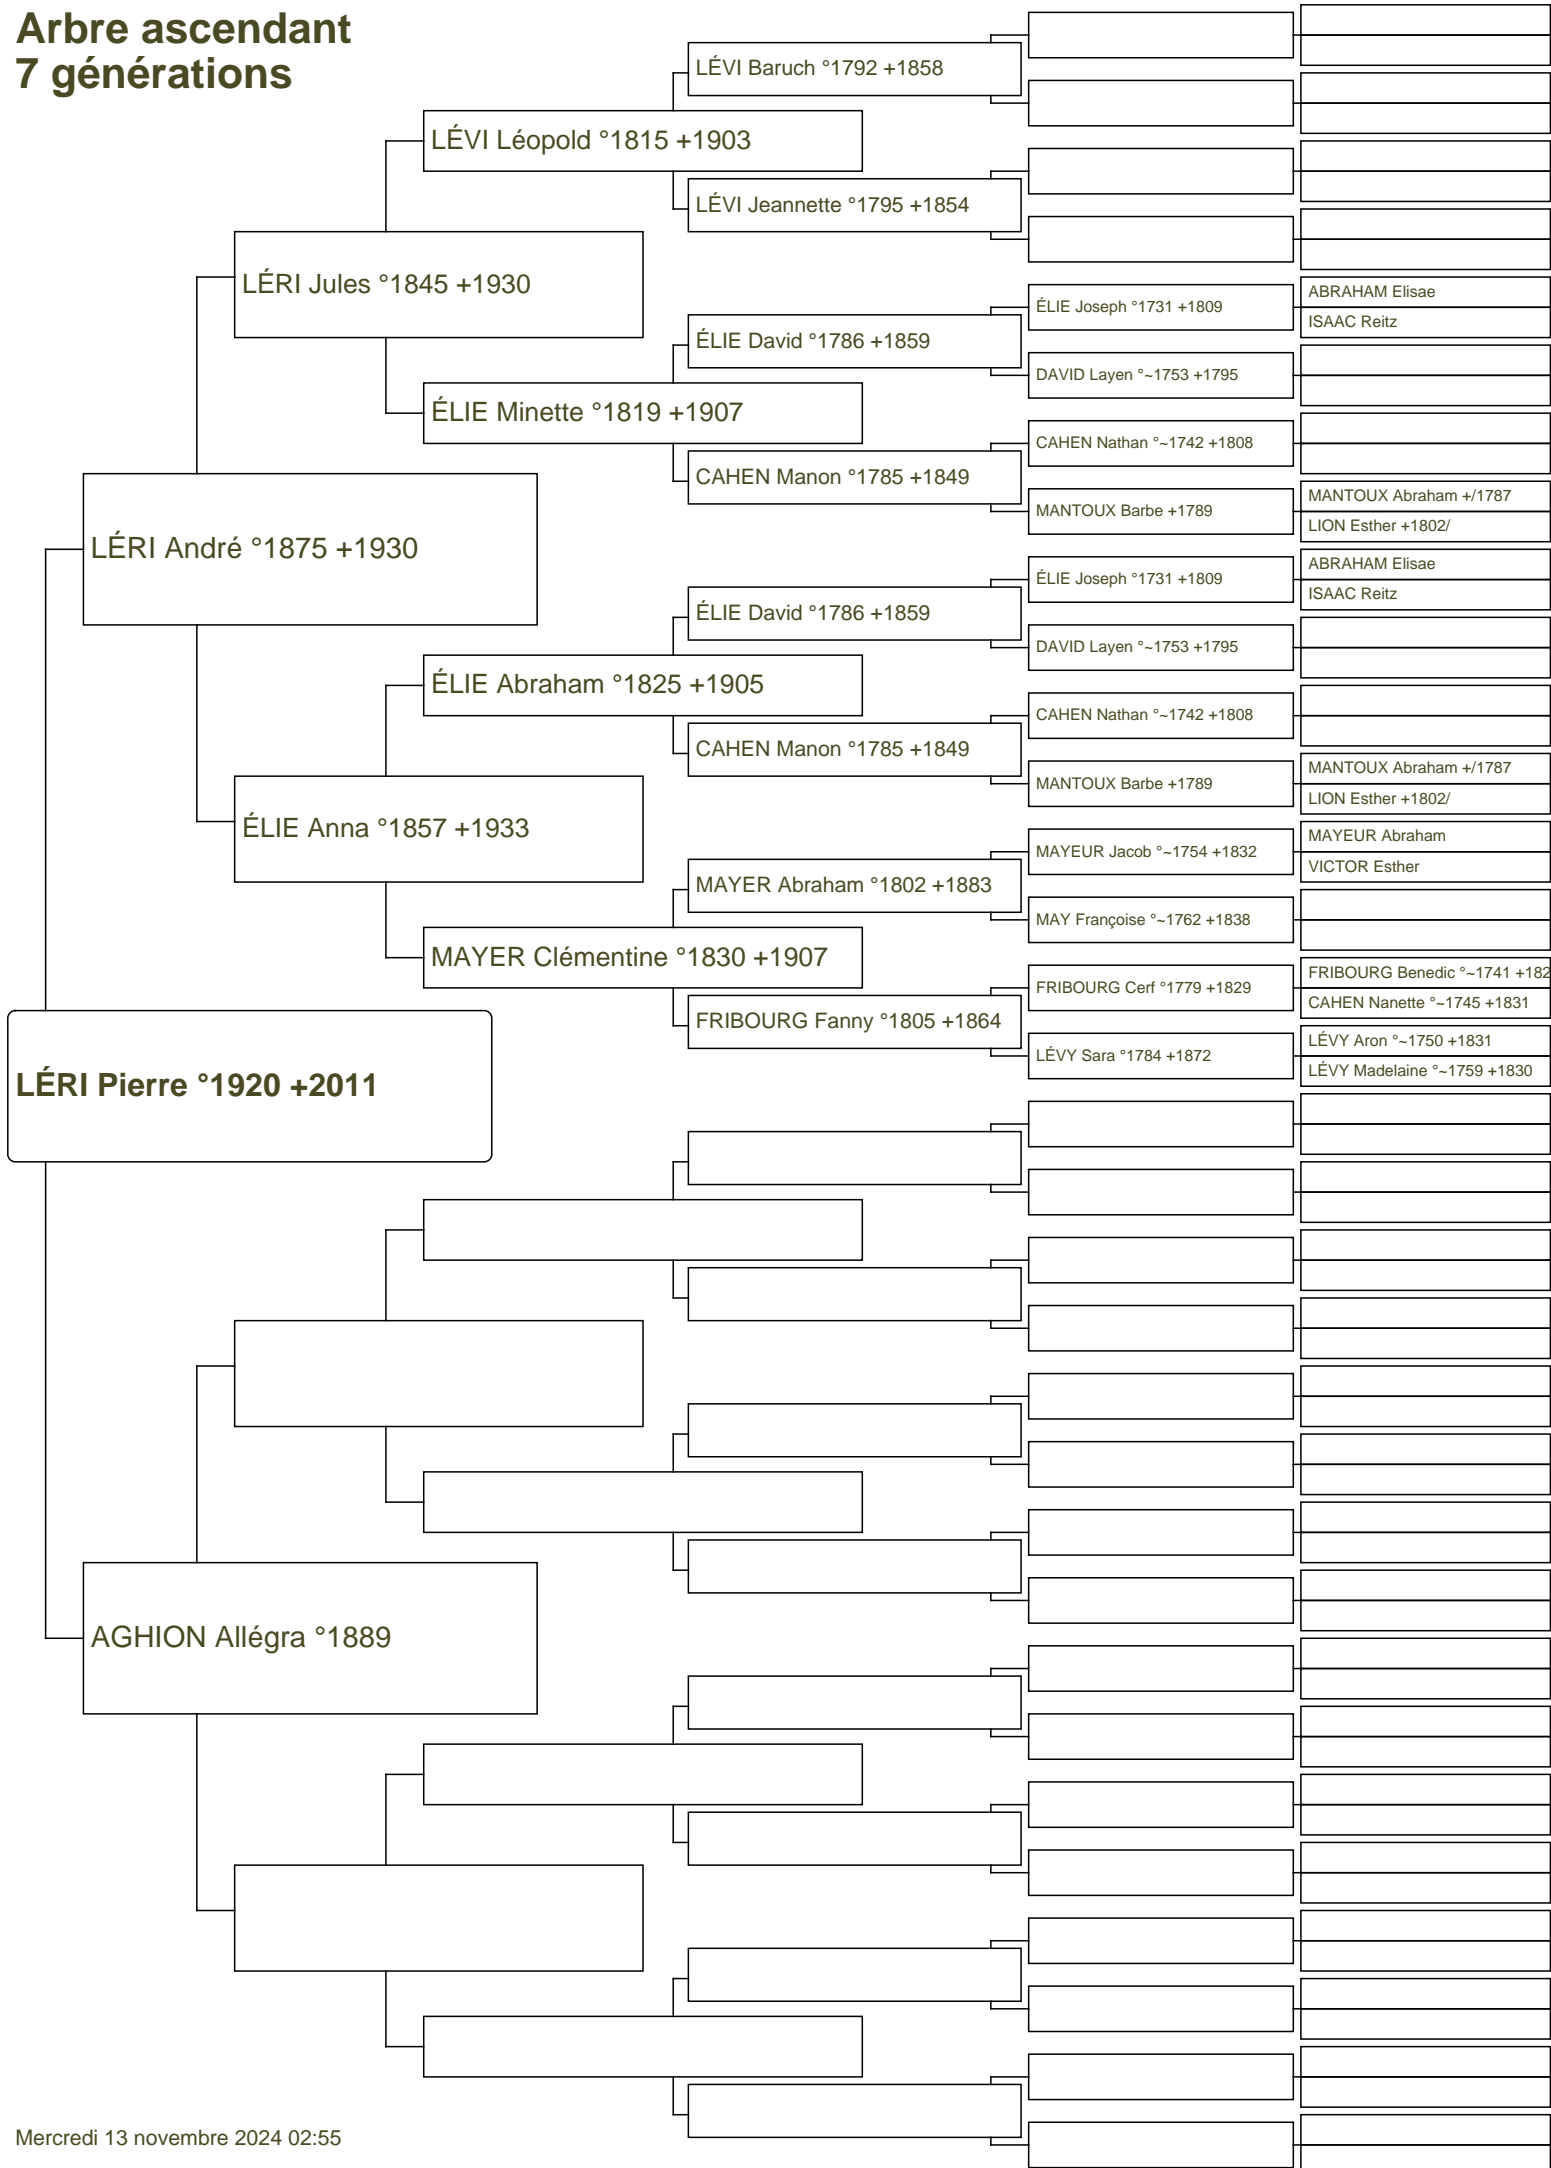 Arbre ascendant
7 générations
LÉVI Baruch °1792 +1858
LÉVI Léopold °1815 +1903
LÉVI Jeannette °1795 +1854
LÉRI Jules °1845 +1930
ABRAHAM Elisae
ÉLIE Joseph °1731 +1809
ISAAC Reitz
ÉLIE David °1786 +1859
DAVID Layen °~1753 +1795
ÉLIE Minette °1819 +1907
CAHEN Nathan °~1742 +1808
CAHEN Manon °1785 +1849
MANTOUX Abraham +/1787
MANTOUX Barbe +1789
LION Esther +1802/
LÉRI André °1875 +1930
ABRAHAM Elisae
ÉLIE Joseph °1731 +1809
ISAAC Reitz
ÉLIE David °1786 +1859
DAVID Layen °~1753 +1795
ÉLIE Abraham °1825 +1905
CAHEN Nathan °~1742 +1808
CAHEN Manon °1785 +1849
MANTOUX Abraham +/1787
MANTOUX Barbe +1789
LION Esther +1802/
ÉLIE Anna °1857 +1933
MAYEUR Abraham
MAYEUR Jacob °~1754 +1832
VICTOR Esther
MAYER Abraham °1802 +1883
MAY Françoise °~1762 +1838
MAYER Clémentine °1830 +1907
FRIBOURG Benedic °~1741 +182
FRIBOURG Cerf °1779 +1829
CAHEN Nanette °~1745 +1831
FRIBOURG Fanny °1805 +1864
LÉVY Aron °~1750 +1831
LÉVY Sara °1784 +1872
LÉVY Madelaine °~1759 +1830
LÉRI Pierre °1920 +2011
AGHION Allégra °1889
Mercredi 13 novembre 2024 02:55